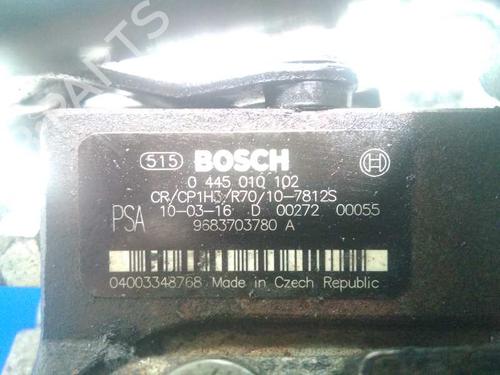 PARTS
515 BOSCH
0 445 010 102
CR/CP1H3/R70/10-7812S
PSA 10-03-16 D 00272 00055
9683703780 A
04003348768 Made in Czech Republic